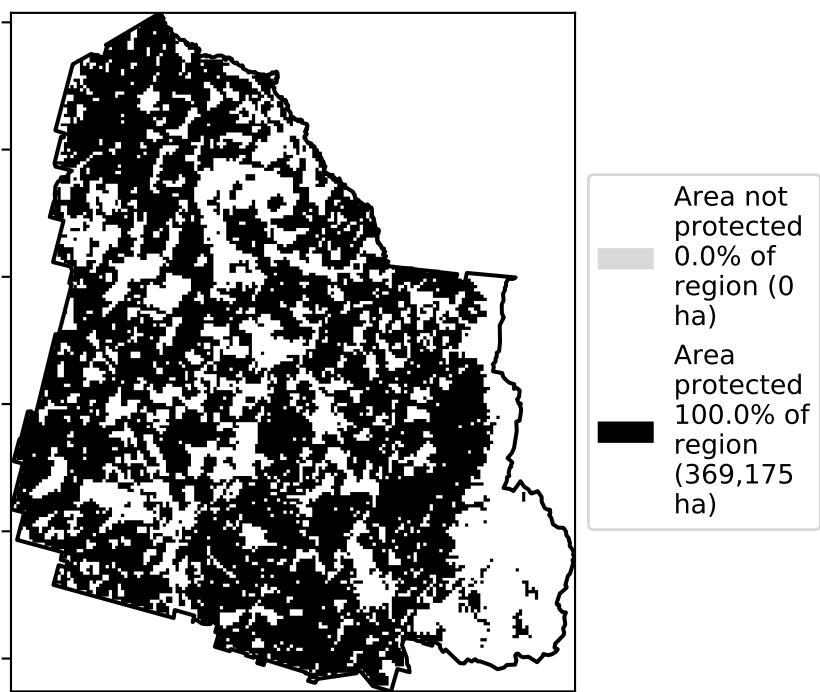 Area not
protected
0.0% of
region (0
ha)
Area
protected
100.0% of
region
(369,175
ha)